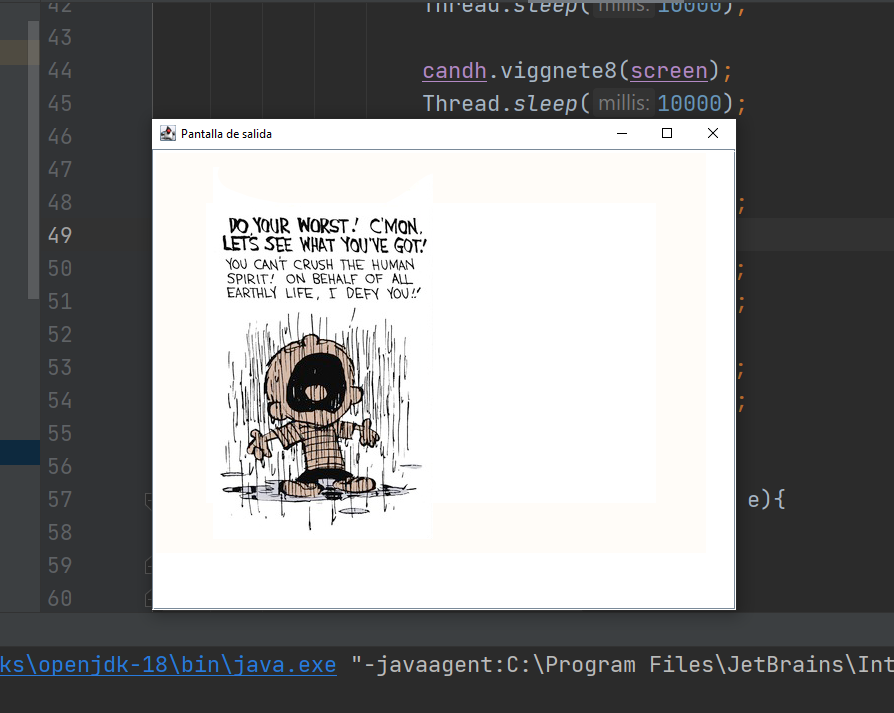 42 Thread.sleep( millis: 10000);
43
44 candh.viggnete8(screen);
45 Thread.sleep( millis: 10000);
46
Pantalla de salida
47
48 ;
DO YOUR WORST! C'MON,
LET'S SEE WHAT YOU'VE GOT!
YOU CAN'T CRUSH THE HUMAN
SPIRIT! ON BEHALF OF ALL
EARTHLY LIFE, I DEFY YOU!!
49
50 ;
51 ;
52
53 ;
54 ;
55
56
57 e){
58
59
60
ks\openjdk-18\bin\java.exe "-javaagent:C:\Program Files\JetBrains\Int